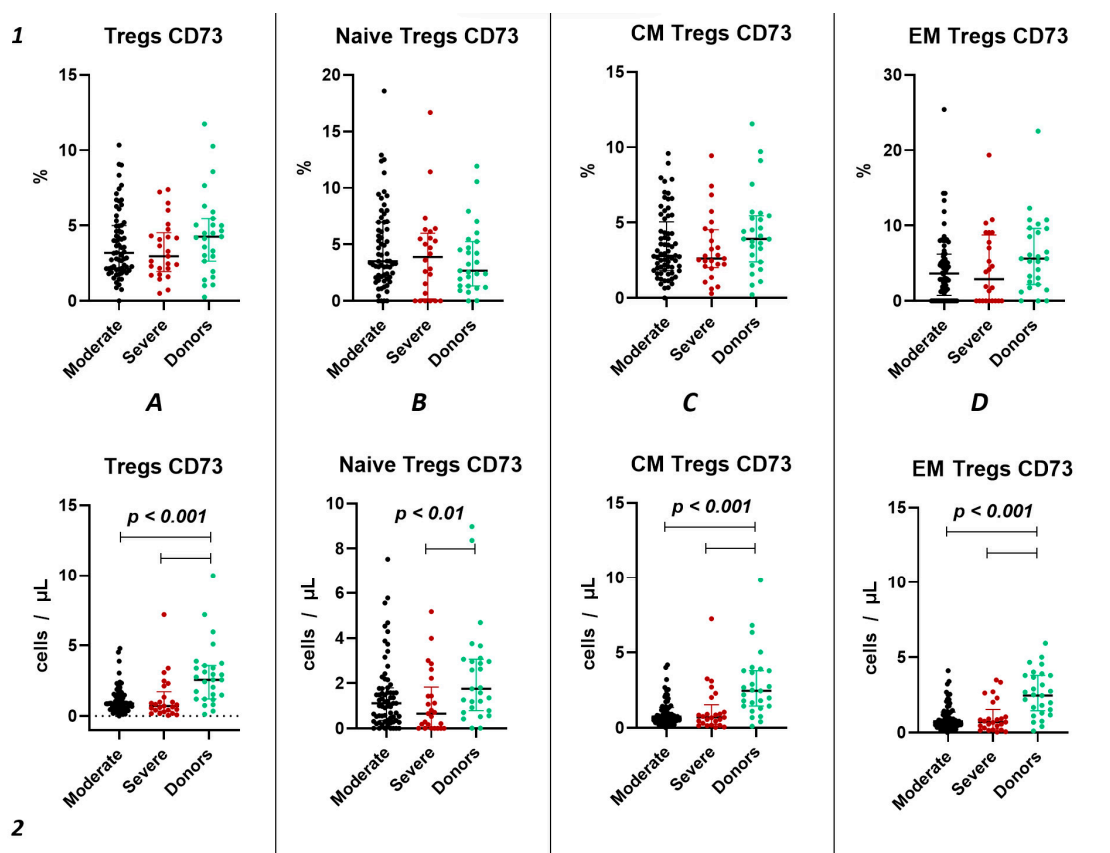 1
Tregs CD73
Naive Tregs CD73
CM Tregs CD73
EM Tregs CD73
15
10
5
0
%
Moderate
Severe
Donors
20
15
10
5
0
%
Moderate
Severe
Donors
15
10
5
0
%
Moderate
Severe
Donors
30
20
10
0
%
Moderate
Severe
Donors
A
B
C
D
Tregs CD73
Naive Tregs CD73
CM Tregs CD73
EM Tregs CD73
15
10
5
0
cells / µL
p < 0.001
Moderate
Severe
Donors
10
8
6
4
2
0
cells / µL
p < 0.01
Moderate
Severe
Donors
15
10
5
0
cells / µL
p < 0.001
Moderate
Severe
Donors
15
10
5
0
cells / µL
p < 0.001
Moderate
Severe
Donors
2